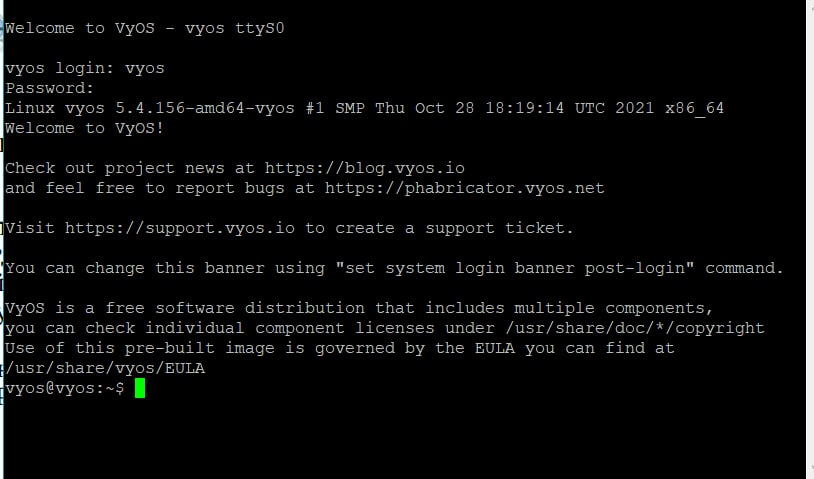 Welcome to VyOS - vyos ttyS0
vyos login: vyos
Password:
Linux vyos 5.4.156-amd64-vyos #1 SMP Thu Oct 28 18:19:14 UTC 2021 x86_64
Welcome to VyOS!
Check out project news at https://blog.vyos.io
and feel free to report bugs at https://phabricator.vyos.net
Visit https://support.vyos.io to create a support ticket.
You can change this banner using "set system login banner post-login" command.
VyOS is a free software distribution that includes multiple components,
you can check individual component licenses under /usr/share/doc/*/copyright
Use of this pre-built image is governed by the EULA you can find at
/usr/share/vyos/EULA
vyos@vyos:~$